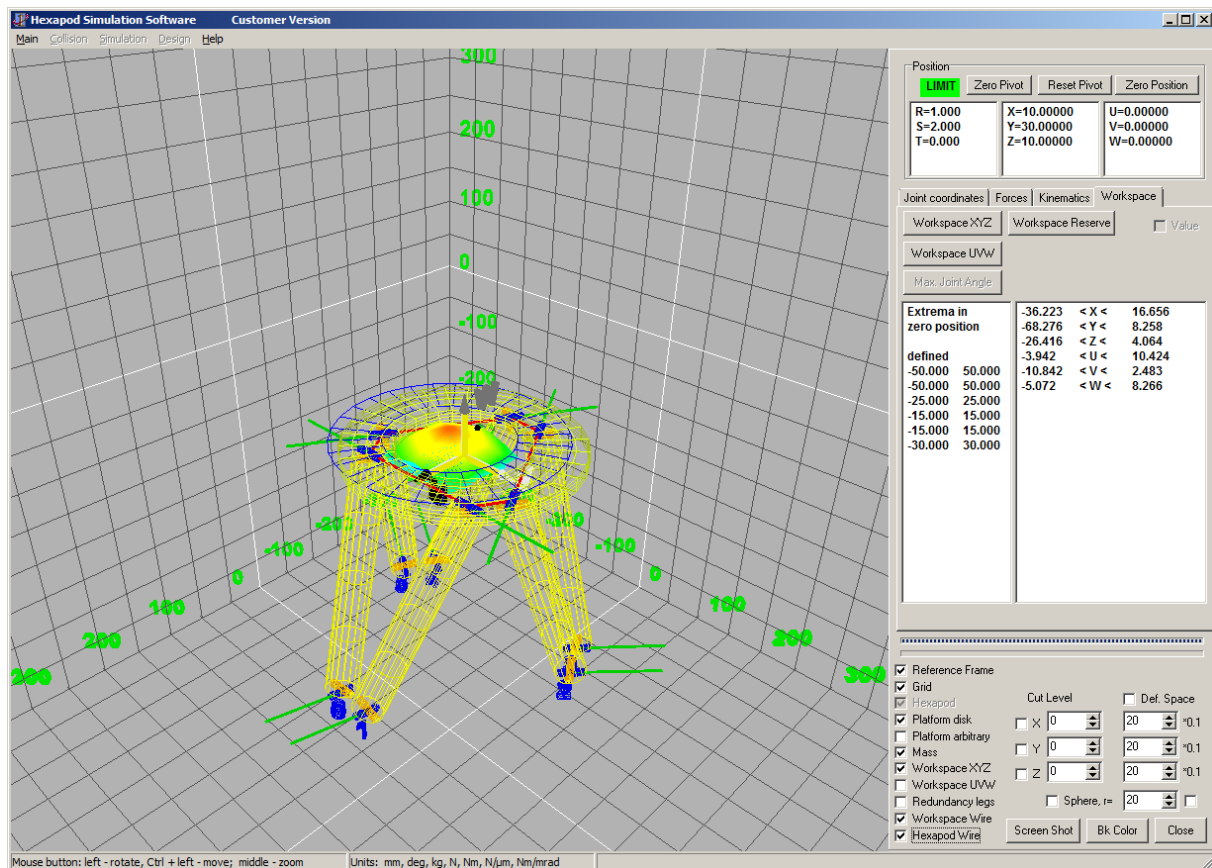 Hexapod Simulation Software Customer Version
Main Collision Simulation Design Help
300
200
100
0
-100
-200
-200
-300
-100
-100
0
0
100
100
200
200
300
300
Position
LIMIT Zero Pivot Reset Pivot Zero Position
R=1.000 X=10.00000 U=0.00000
S=2.000 Y=30.00000 V=0.00000
T=0.000 Z=10.00000 W=0.00000
Joint coordinates Forces Kinematics Workspace
Workspace XYZ Workspace Reserve Value
Workspace UVW
Max. Joint Angle
Extrema in
zero position
defined
-50.000 50.000
-50.000 50.000
-25.000 25.000
-15.000 15.000
-15.000 15.000
-30.000 30.000
-36.223 < X < 16.656
-68.276 < Y < 8.258
-26.416 < Z < 4.064
-3.942 < U < 10.424
-10.842 < V < 2.483
-5.072 < W < 8.266
Reference Frame
Grid
Hexapod
Platform disk
Platform arbitrary
Mass
Workspace XYZ
Workspace UVW
Redundancy legs
Workspace Wire
Hexapod Wire
Cut Level Def. Space
X 0 20 *0.1
Y 0 20 *0.1
Z 0 20 *0.1
Sphere, r= 20
Screen Shot Bk Color Close
Mouse button: left - rotate, Ctrl + left - move; middle - zoom Units: mm, deg, kg, N, Nm, N/µm, Nm/mrad